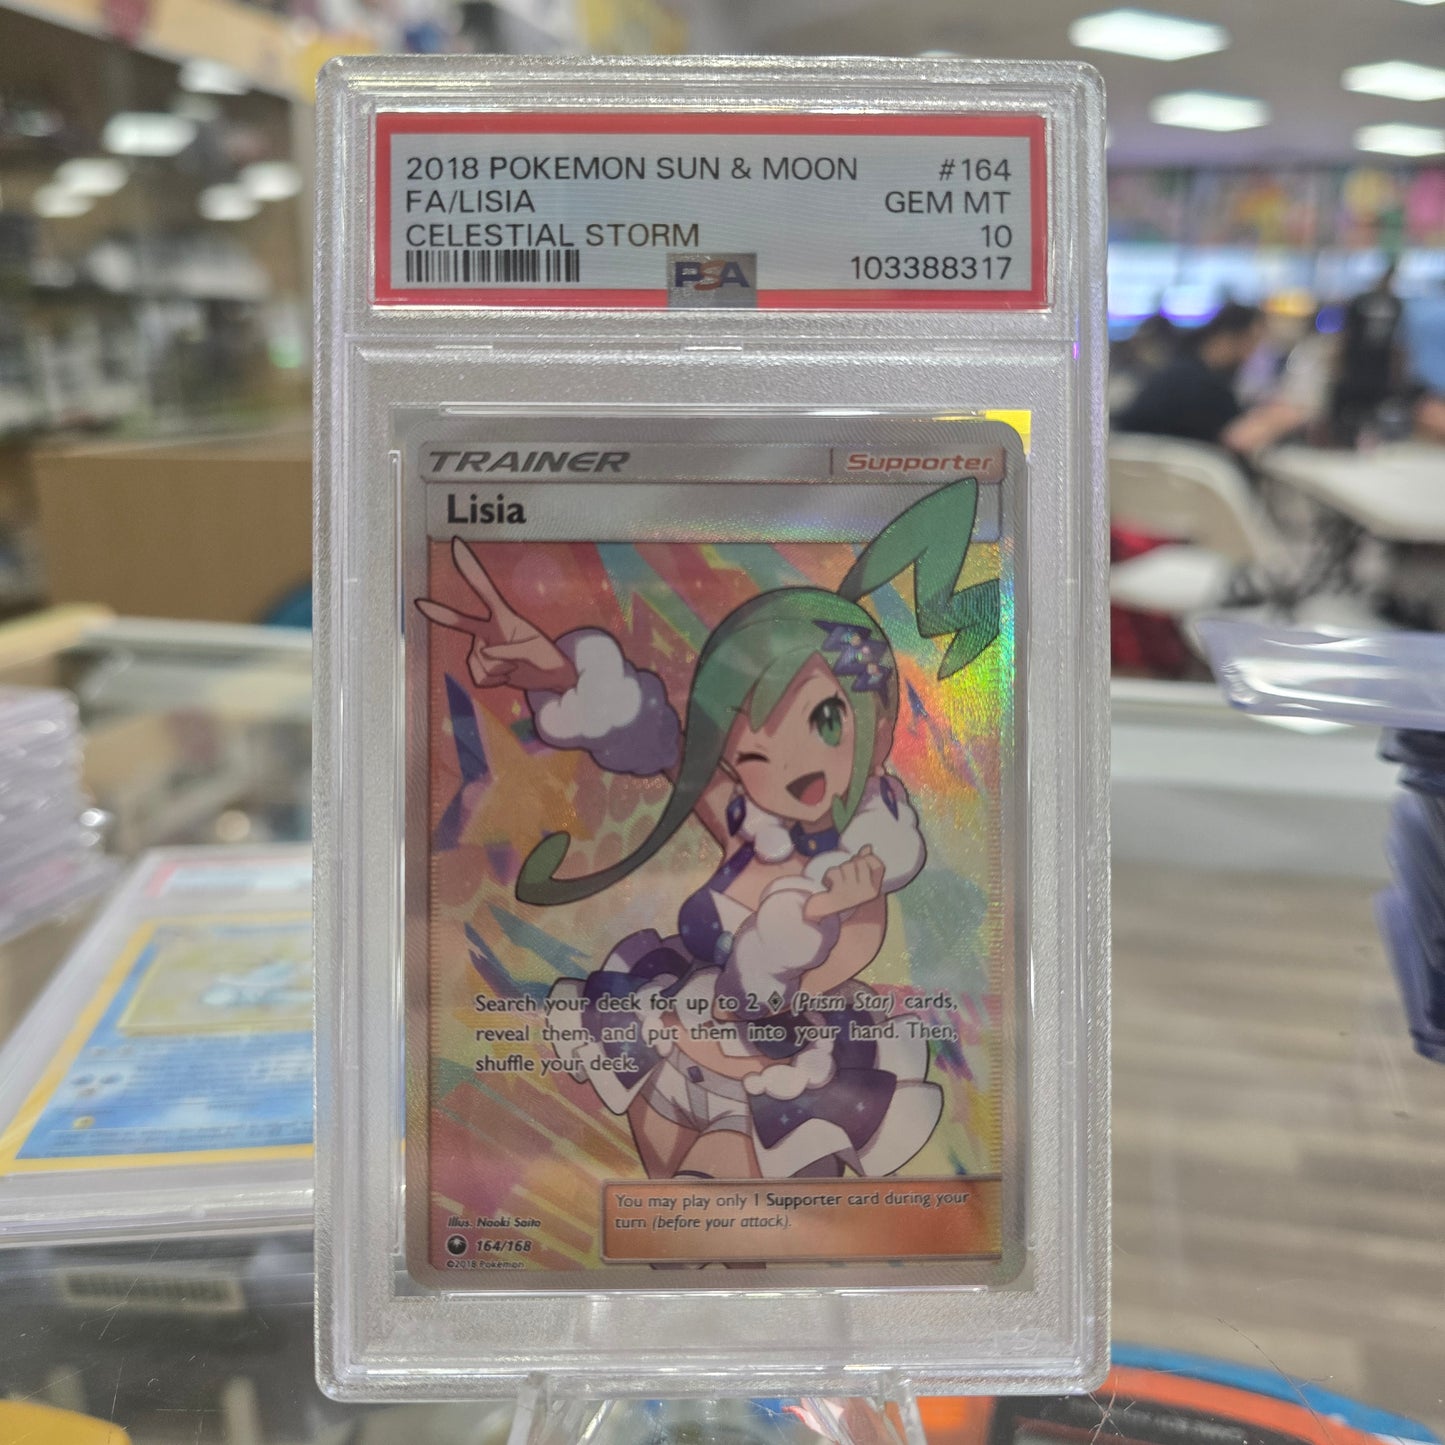 2018 POKEMON SUN & MOON #164
FA/LISIA GEM MT
CELESTIAL STORM 10
PSA 103388317
TRAINER Supporter
Lisia
Search your deck for up to 2 ◇ (Prism Star) cards,
reveal them, and put them into your hand. Then,
shuffle your deck.
You may play only 1 Supporter card during your
turn (before your attack).
Illus. Naoki Saito
164/168
©2018 Pokémon